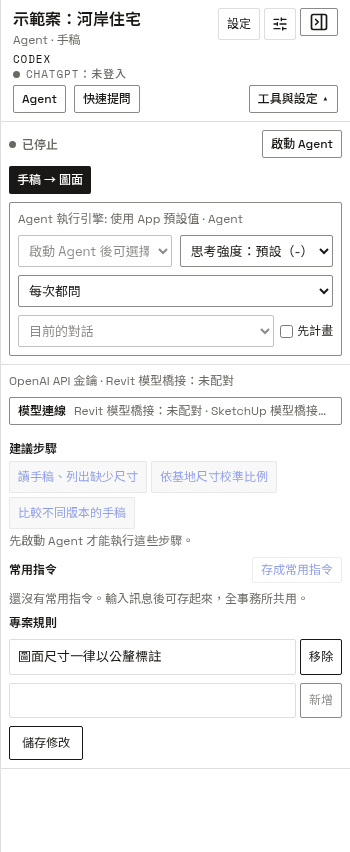 示範案：河岸住宅
設定
Agent · 手稿
CODEX
CHATGPT：未登入
Agent
快速提問
工具與設定
已停止
啟動 Agent
手稿 → 圖面
Agent 執行引擎: 使用 App 預設值 · Agent
啟動 Agent 後可選擇
思考強度：預設（-）
每次都問
目前的對話
先計畫
OpenAI API 金鑰 · Revit 模型橋接：未配對
模型連線 Revit 模型橋接：未配對 · SketchUp 模型橋接…
建議步驟
讀手稿、列出缺少尺寸
依基地尺寸校準比例
比較不同版本的手稿
先啟動 Agent 才能執行這些步驟。
常用指令
存成常用指令
還沒有常用指令。輸入訊息後可存起來，全事務所共用。
專案規則
圖面尺寸一律以公釐標註
移除
新增
儲存修改